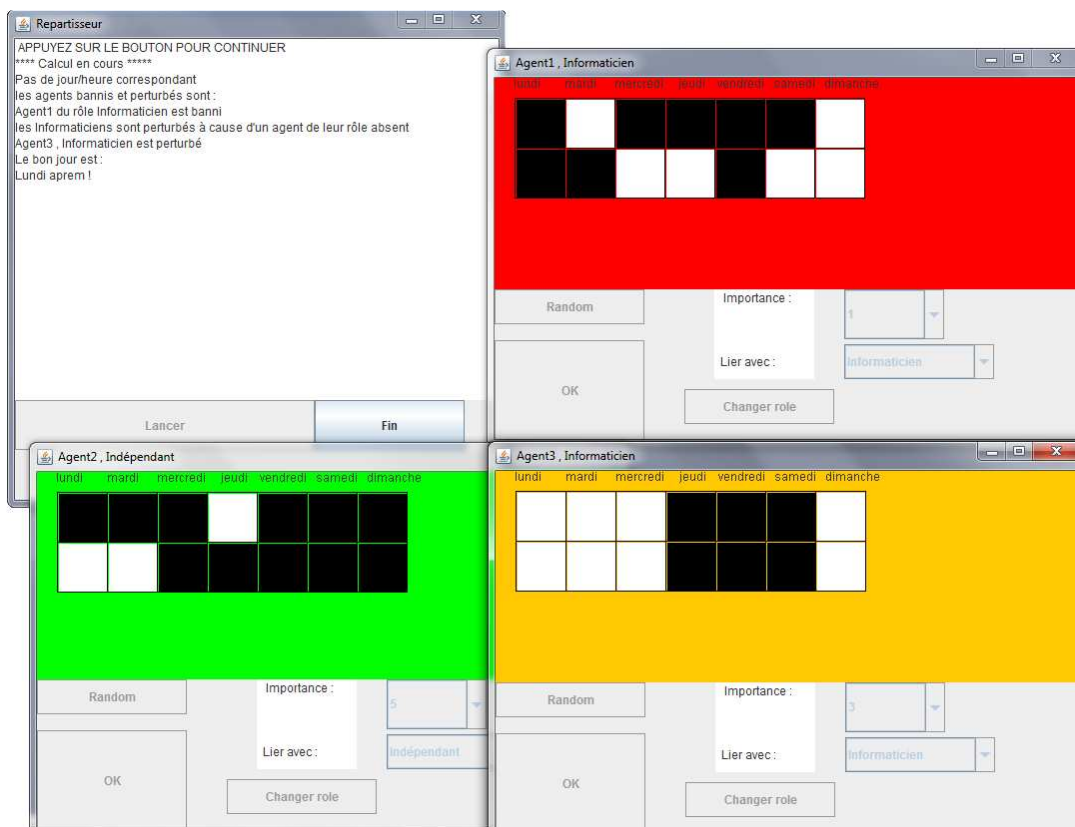 Repartisseur
APPUYEZ SUR LE BOUTON POUR CONTINUER
**** Calcul en cours *****
Pas de jour/heure correspondant
les agents bannis et perturbés sont :
Agent1 du rôle Informaticien est banni
les Informaticiens sont perturbés à cause d'un agent de leur rôle absent
Agent3 , Informaticien est perturbé
Le bon jour est :
Lundi aprem !
Lancer Fin
Agent1 , Informaticien
lundi mardi mercredi jeudi vendredi samedi dimanche
Importance :
Random
1
Lier avec :
Informaticien
OK
Changer role
Agent2 , Indépendant
lundi mardi mercredi jeudi vendredi samedi dimanche
Importance :
Random
5
Lier avec :
Indépendant
OK
Changer role
Agent3 , Informaticien
lundi mardi mercredi jeudi vendredi samedi dimanche
Importance :
Random
3
Lier avec :
Informaticien
OK
Changer role